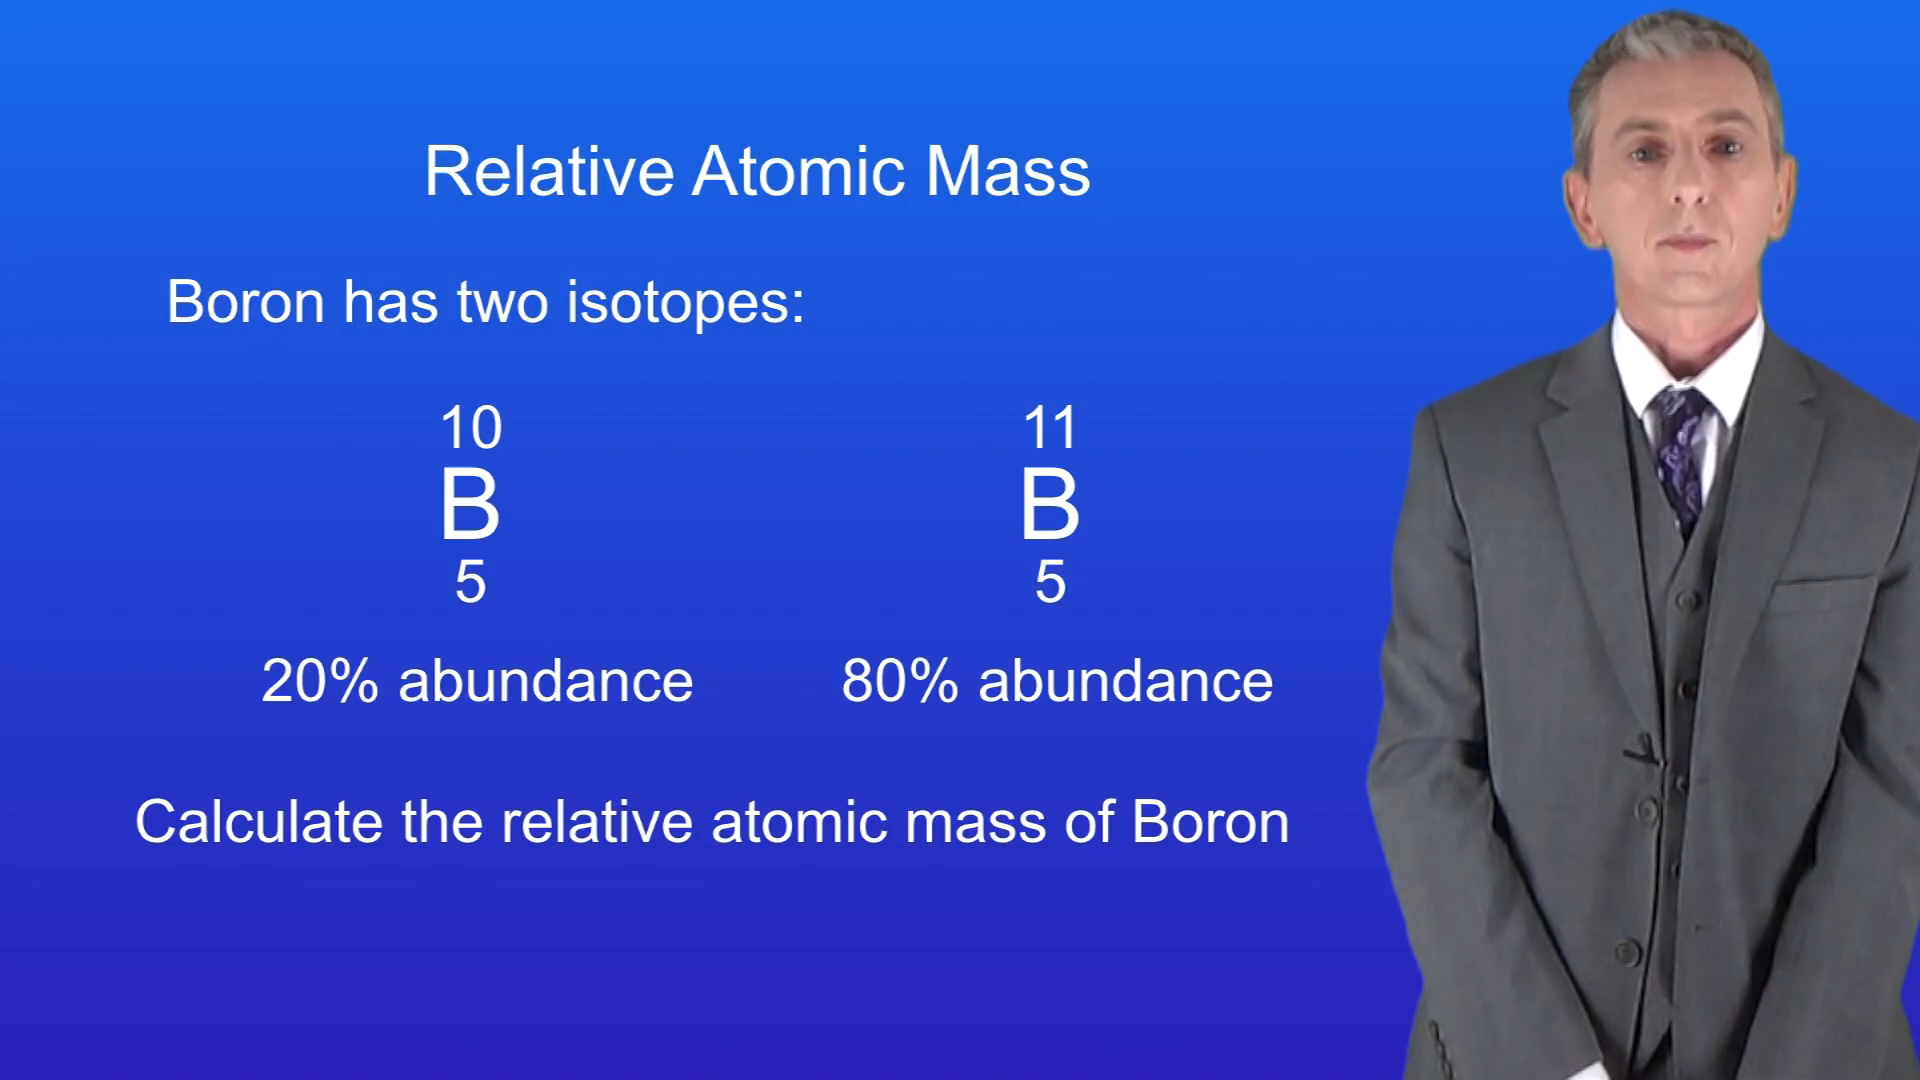 Relative Atomic Mass
Boron has two isotopes:
10 11
B B
5 5
20% abundance 80% abundance
Calculate the relative atomic mass of Boron